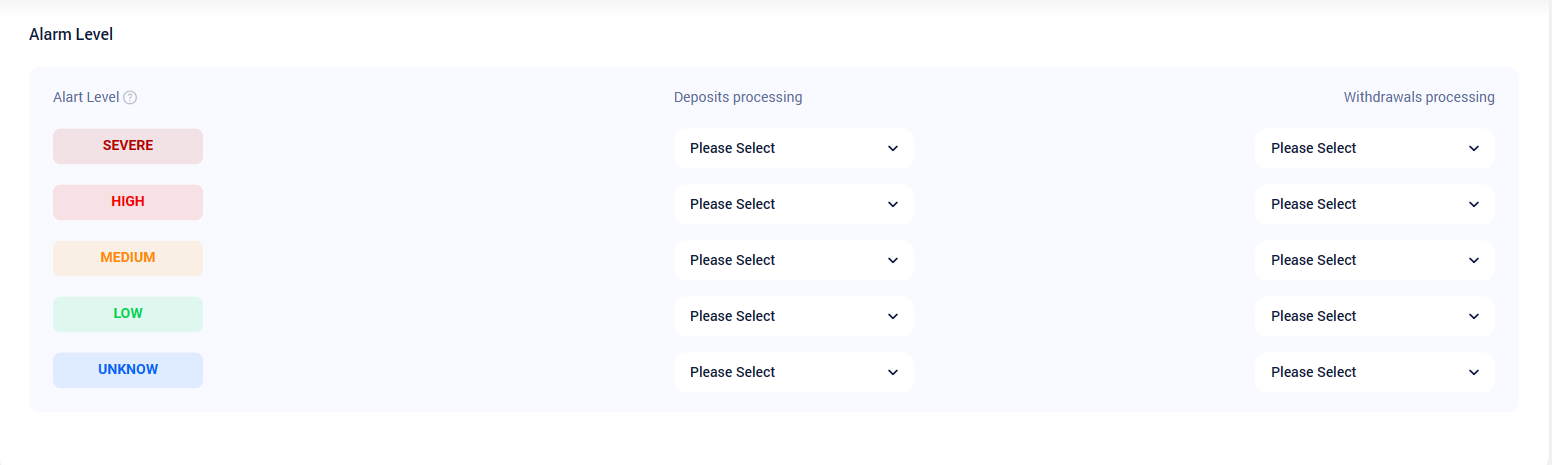 Alarm Level
Alart Level ? Deposits processing Withdrawals processing
SEVERE Please Select Please Select
HIGH Please Select Please Select
MEDIUM Please Select Please Select
LOW Please Select Please Select
UNKNOW Please Select Please Select